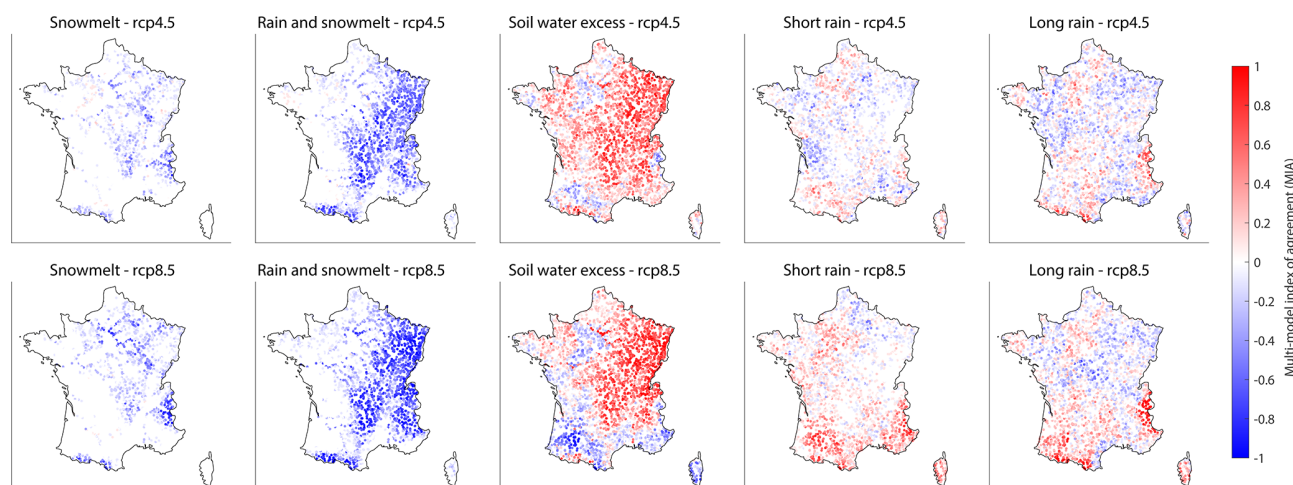 Snowmelt - rcp4.5
Rain and snowmelt - rcp4.5
Soil water excess - rcp4.5
Short rain - rcp4.5
Long rain - rcp4.5
Snowmelt - rcp8.5
Rain and snowmelt - rcp8.5
Soil water excess - rcp8.5
Short rain - rcp8.5
Long rain - rcp8.5
1
0.8
0.6
0.4
0.2
0
-0.2
-0.4
-0.6
-0.8
-1
Multi-model index of agreement (MIA)